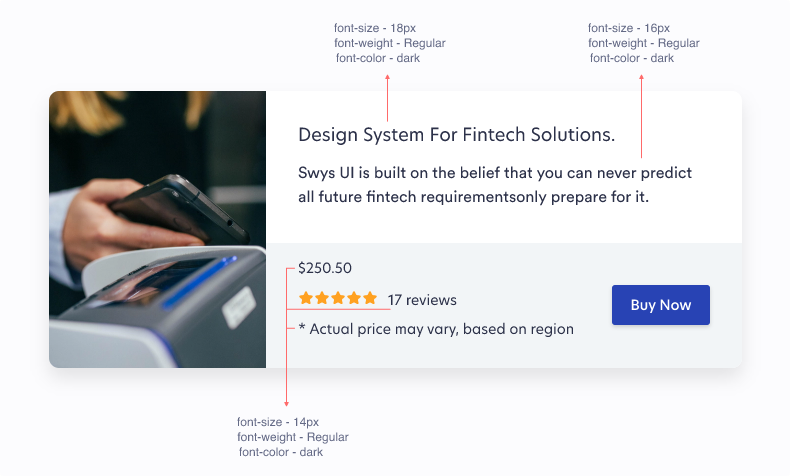 font-size - 18px
font-weight - Regular
font-color - dark
font-size - 16px
font-weight - Regular
font-color - dark
Design System For Fintech Solutions.
Swys UI is built on the belief that you can never predict
all future fintech requirementsonly prepare for it.
$250.50
17 reviews
* Actual price may vary, based on region
Buy Now
font-size - 14px
font-weight - Regular
font-color - dark